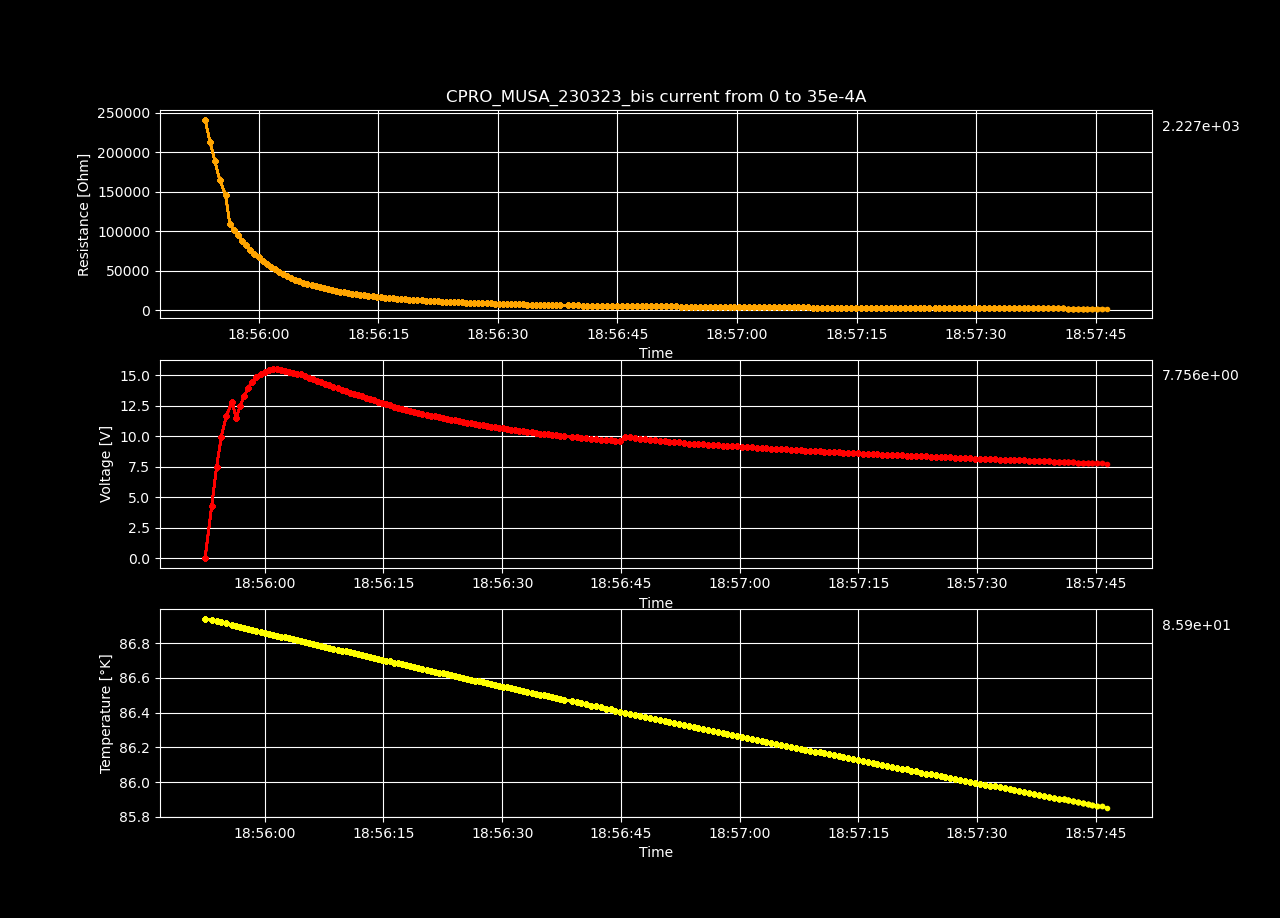 CPRO_MUSA_230323_bis current from 0 to 35e-4A
2.227e+03
Resistance [Ohm]
250000
200000
150000
100000
50000
0
18:56:00 18:56:15 18:56:30 18:56:45 18:57:00 18:57:15 18:57:30 18:57:45
Time
7.756e+00
Voltage [V]
15.0
12.5
10.0
7.5
5.0
2.5
0.0
18:56:00 18:56:15 18:56:30 18:56:45 18:57:00 18:57:15 18:57:30 18:57:45
Time
8.59e+01
Temperature [°K]
86.8
86.6
86.4
86.2
86.0
85.8
18:56:00 18:56:15 18:56:30 18:56:45 18:57:00 18:57:15 18:57:30 18:57:45
Time